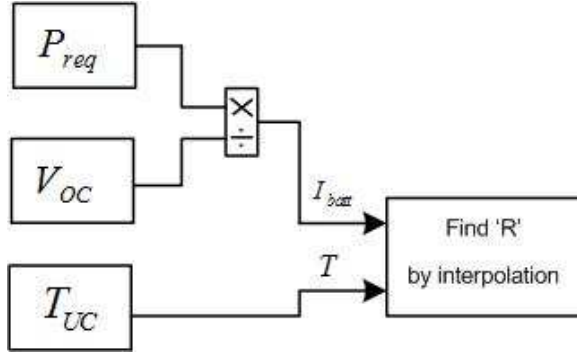 P_req
×
÷
V_OC
I_batt
Find 'R'
by interpolation
T
T_UC